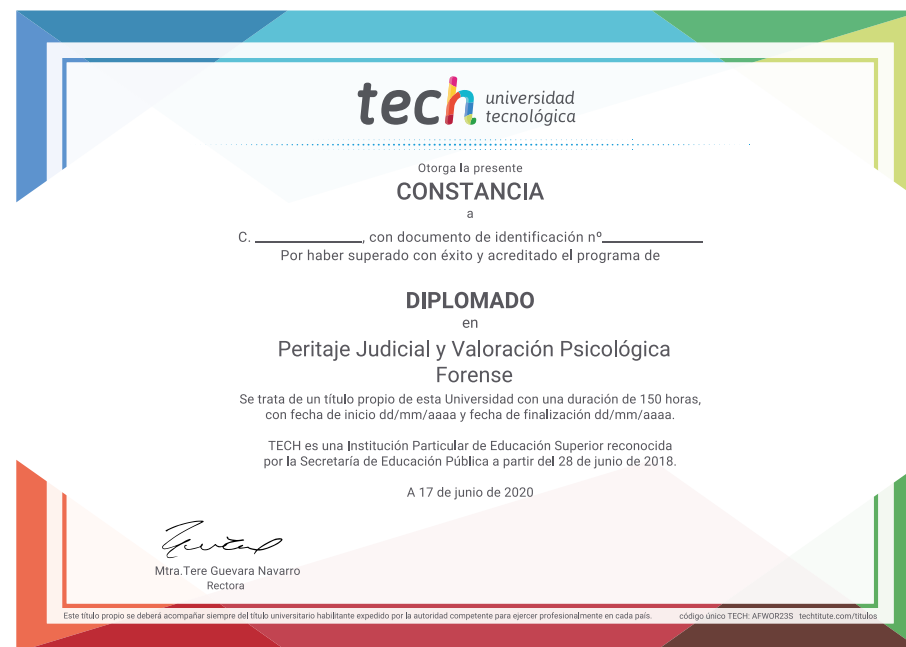 tech universidad
tecnológica
Otorga la presente
CONSTANCIA
a
C. ______________, con documento de identificación nº_____________
Por haber superado con éxito y acreditado el programa de
DIPLOMADO
en
Peritaje Judicial y Valoración Psicológica
Forense
Se trata de un título propio de esta Universidad con una duración de 150 horas,
con fecha de inicio dd/mm/aaaa y fecha de finalización dd/mm/aaaa.
TECH es una Institución Particular de Educación Superior reconocida
por la Secretaría de Educación Pública a partir del 28 de junio de 2018.
A 17 de junio de 2020
Mtra.Tere Guevara Navarro
Rectora
Este título propio se deberá acompañar siempre del título universitario habilitante expedido por la autoridad competente para ejercer profesionalmente en cada país. código único TECH: AFWOR23S techtitute.com/titulos